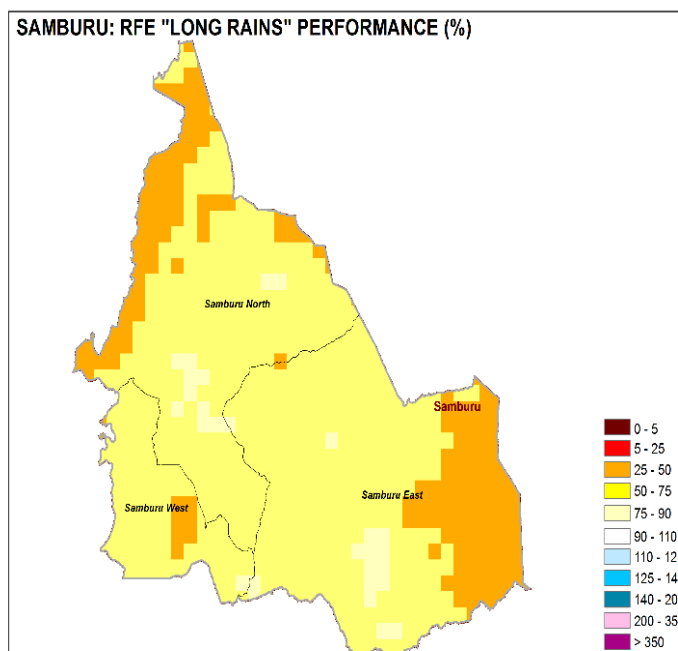 SAMBURU: RFE "LONG RAINS" PERFORMANCE (%)
Samburu North
Samburu
Samburu East
Samburu West
0 - 5
5 - 25
25 - 50
50 - 75
75 - 90
90 - 110
110 - 12
125 - 14
140 - 20
200 - 35
> 350